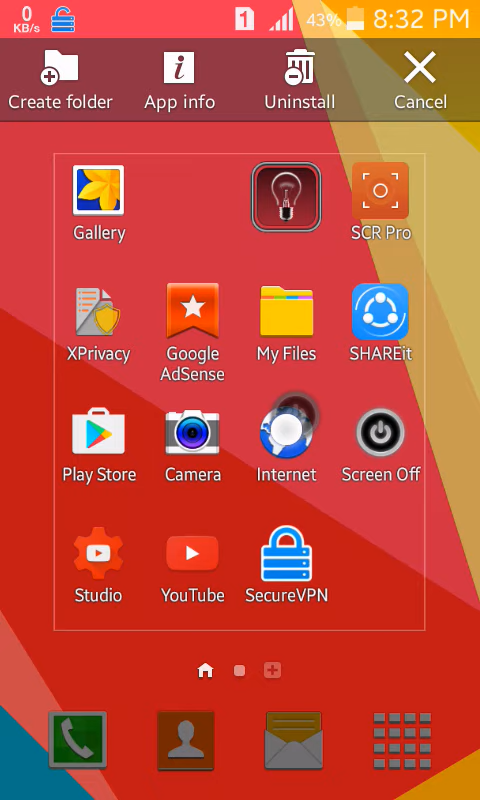 0
KB/s
1
43%
8:32 PM
Create folder
App info
Uninstall
Cancel
Gallery
SCR Pro
XPrivacy
Google
AdSense
My Files
SHAREit
Play Store
Camera
Internet
Screen Off
Studio
YouTube
SecureVPN